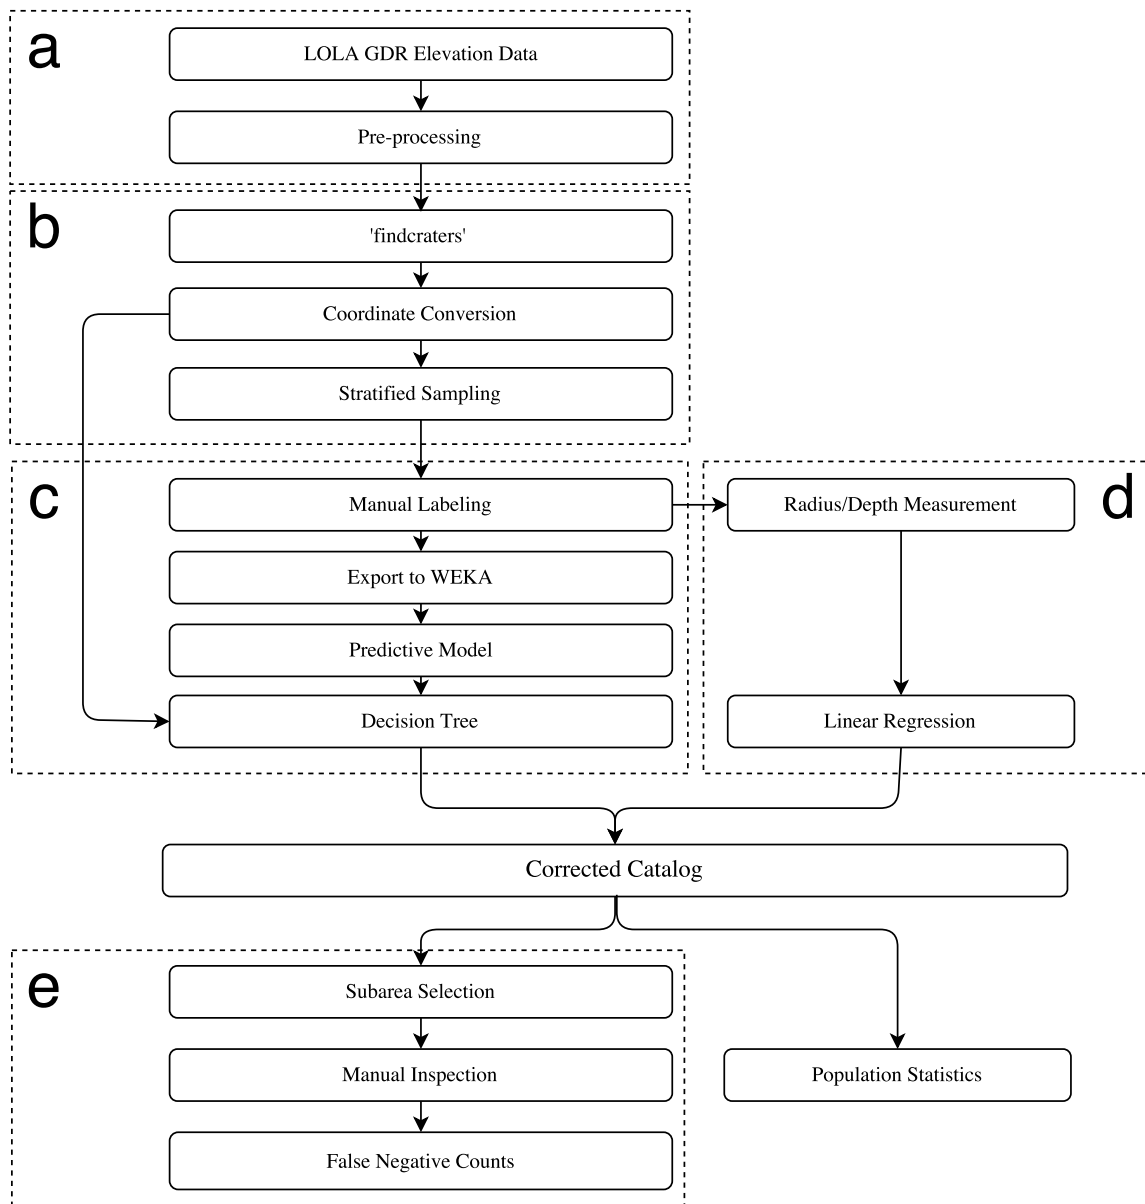 a
LOLA GDR Elevation Data
Pre-processing
b
'findcraters'
Coordinate Conversion
Stratified Sampling
c
Manual Labeling
Export to WEKA
Predictive Model
Decision Tree
d
Radius/Depth Measurement
Linear Regression
Corrected Catalog
e
Subarea Selection
Manual Inspection
False Negative Counts
Population Statistics